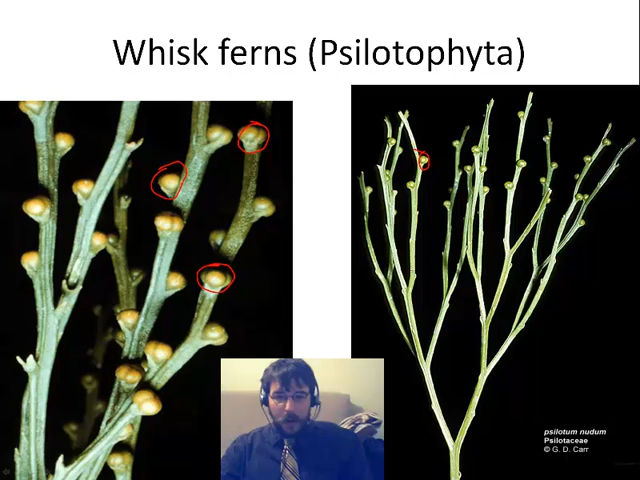 Whisk ferns (Psilotophyta)
psilotum nudum
Psilotaceae
© G. D. Carr